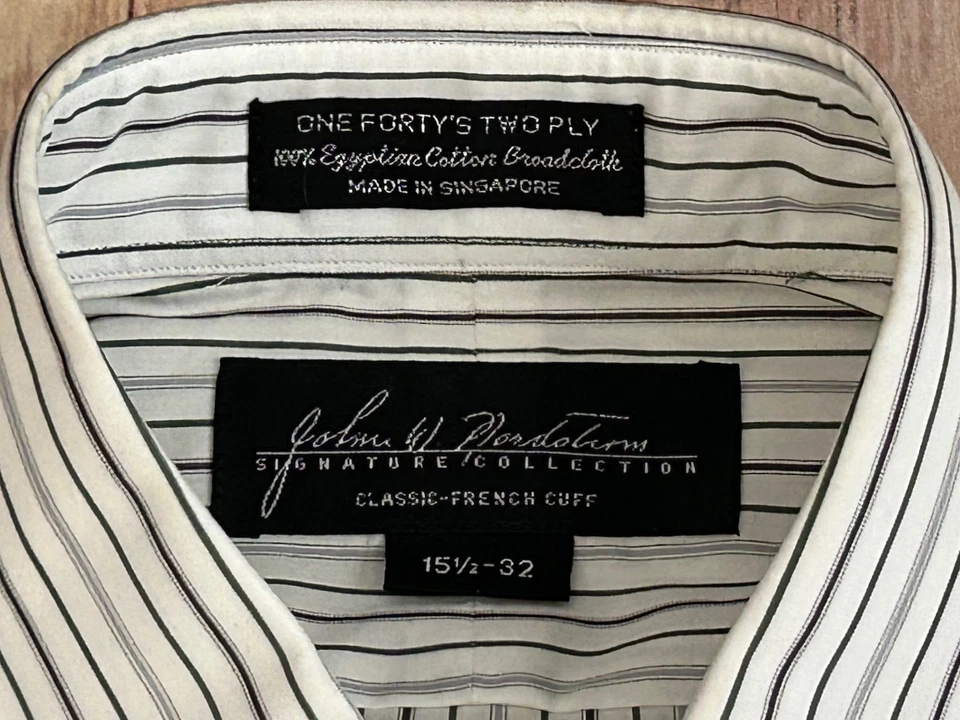 ONE FORTY'S TWO PLY
100% Egyptian Cotton Broadcloth
MADE IN SINGAPORE
John W. Nordstrom
SIGNATURE COLLECTION
CLASSIC-FRENCH CUFF
15½-32